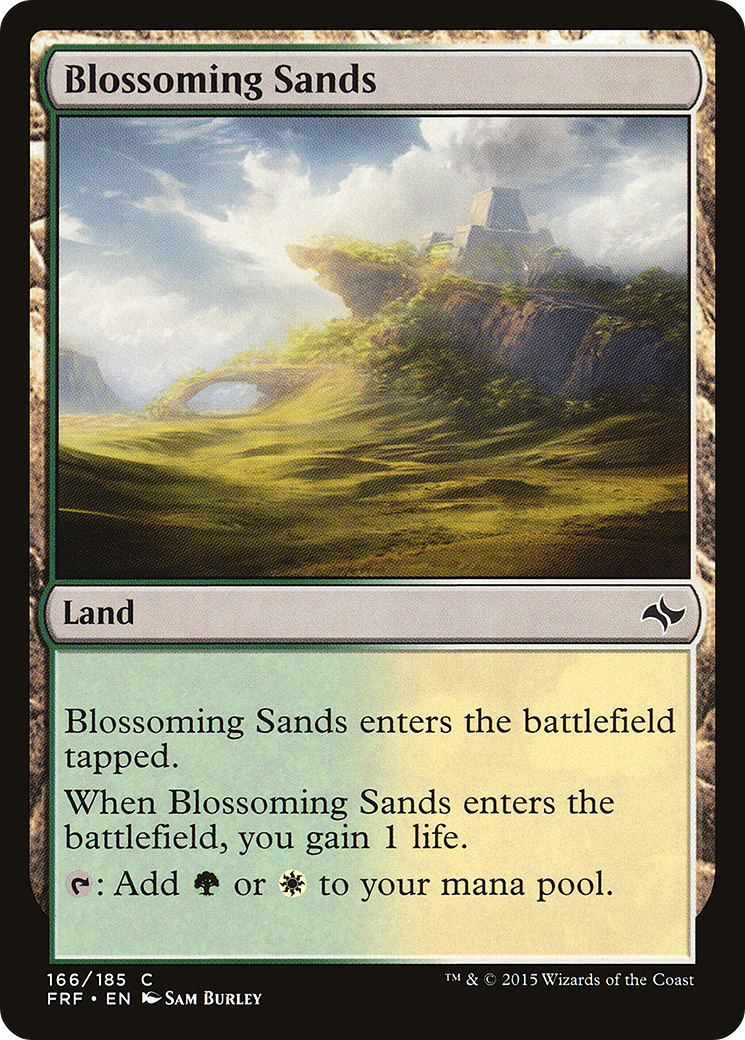 Blossoming Sands
Land
Blossoming Sands enters the battlefield
tapped.
When Blossoming Sands enters the
battlefield, you gain 1 life.
: Add or to your mana pool.
166/185 C
™ & © 2015 Wizards of the Coast
FRF • EN Sam Burley